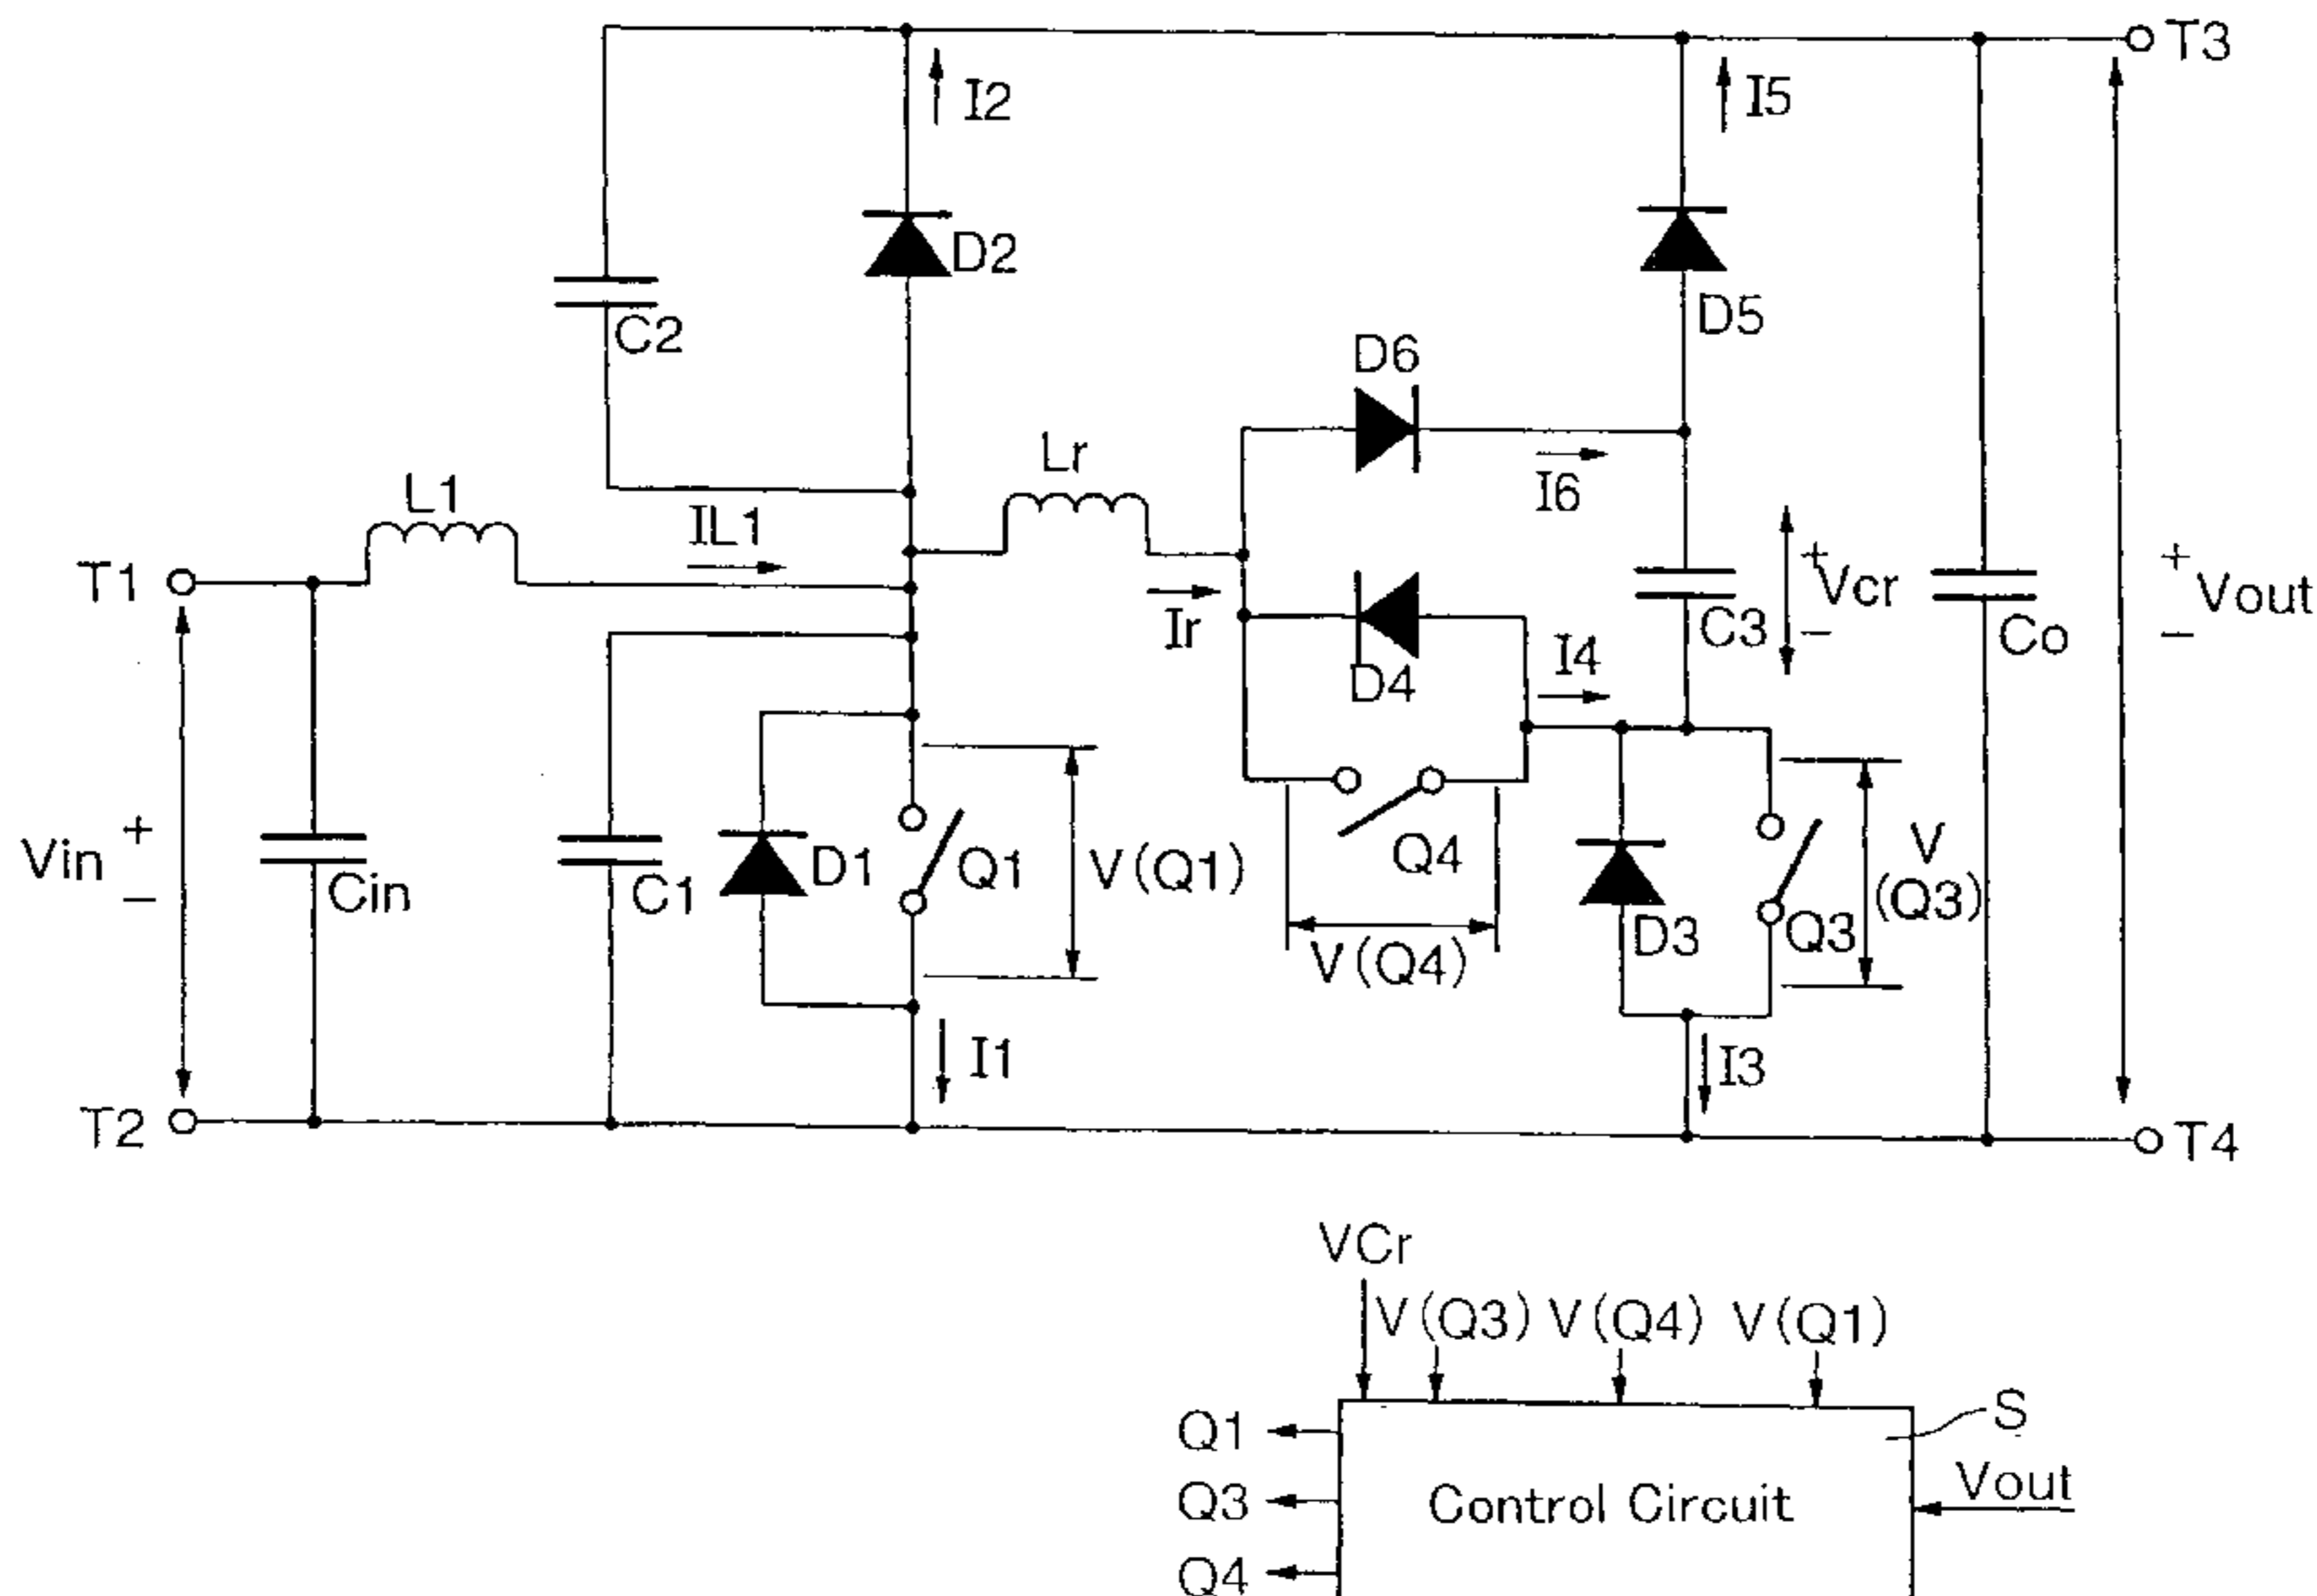 T3
I2
I5
D2
D5
C2
D6
Lr
L1
IL1
I6
T1
+
Vcr
−
C3
+
Vout
−
Co
Ir
I4
D4
Vin
+
−
Cin
C1
D1
Q1
V(Q1)
Q4
V(Q4)
D3
Q3
V
(Q3)
I1
I3
T2
T4
VCr
V(Q3)
V(Q4)
V(Q1)
S
Q1
Q3
Q4
Control Circuit
Vout